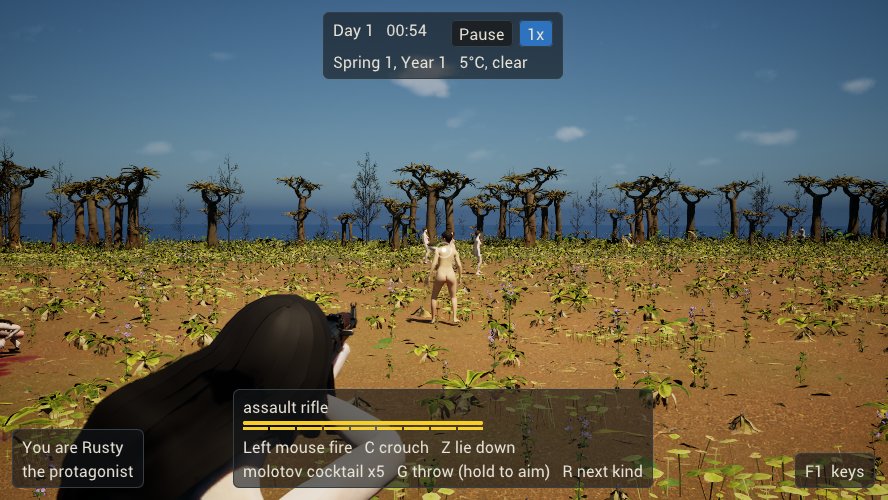 Day 1 00:54 Pause 1x
Spring 1, Year 1 5°C, clear
assault rifle
Left mouse fire C crouch Z lie down
molotov cocktail x5 G throw (hold to aim) R next kind
You are Rusty
the protagonist
F1 keys